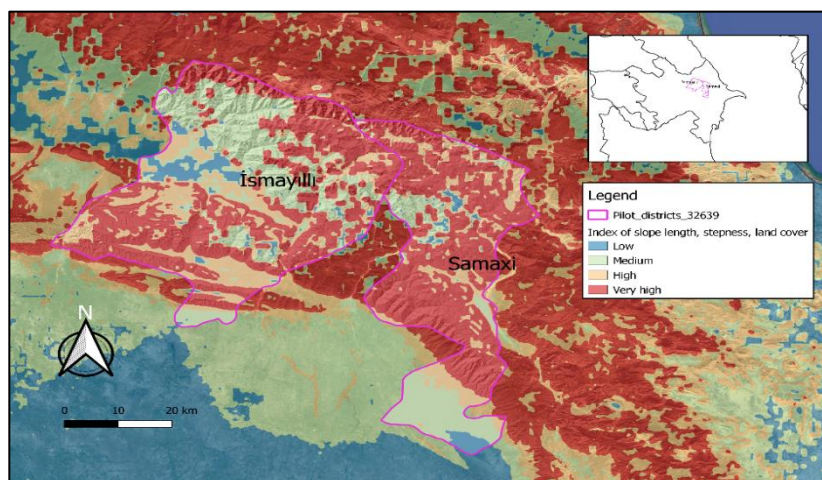 İsmayıllı
Samaxi
N
0 10 20 km
Legend
Pilot_districts_32639
Index of slope length, stepness, land cover
Low
Medium
High
Very high